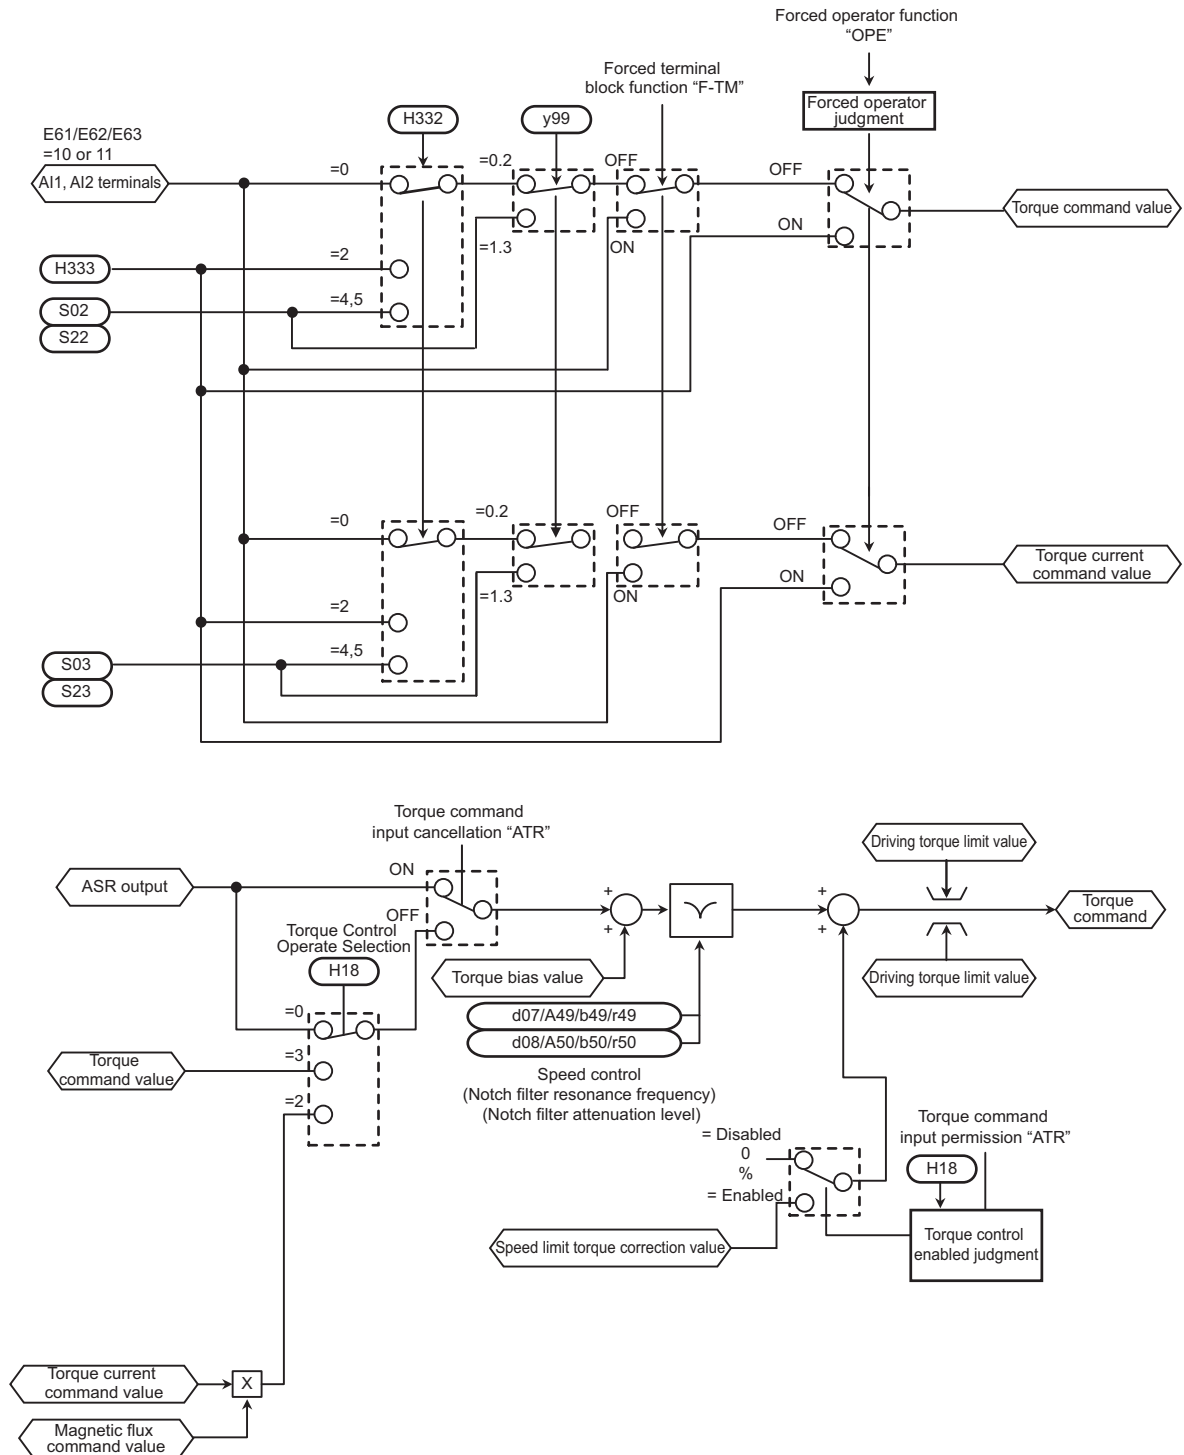 Forced operator function
“OPE”
Forced terminal
block function “F-TM”
Forced operator
judgment
H332
y99
E61/E62/E63
=10 or 11
AI1, AI2 terminals
=0
=0.2
OFF
OFF
Torque command value
ON
=1.3
ON
H333
=2
S02
=4,5
S22
=0
=0.2
OFF
OFF
Torque current
command value
ON
=1.3
ON
=2
S03
=4,5
S23
Torque command
input cancellation “ATR”
Driving torque limit value
ON
ASR output
+
+
Torque
command
OFF
Torque Control
Operate Selection
+
+
H18
Torque bias value
Driving torque limit value
=0
d07/A49/b49/r49
d08/A50/b50/r50
=3
Torque
command value
Speed control
(Notch filter resonance frequency)
(Notch filter attenuation level)
=2
Torque command
input permission “ATR”
= Disabled
0
%
H18
= Enabled
Speed limit torque correction value
Torque control
enabled judgment
Torque current
command value
X
Magnetic flux
command value